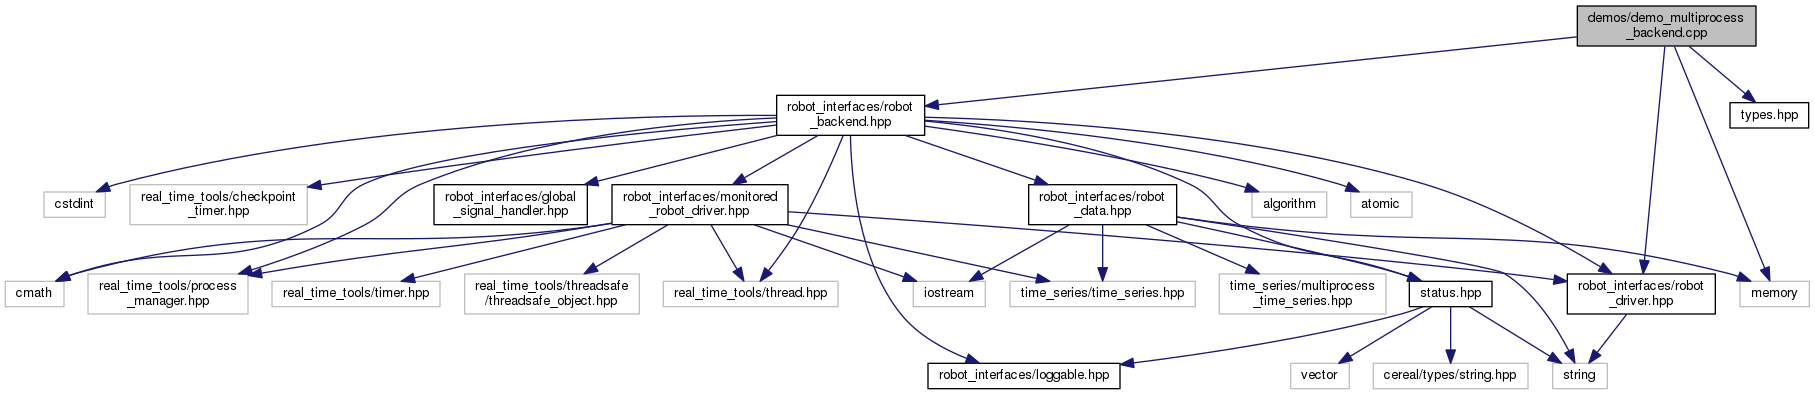 demos/demo_multiprocess
_backend.cpp
robot_interfaces/robot
_backend.hpp
types.hpp
cstdint
real_time_tools/checkpoint
_timer.hpp
robot_interfaces/global
_signal_handler.hpp
robot_interfaces/monitored
_robot_driver.hpp
robot_interfaces/robot
_data.hpp
algorithm
atomic
cmath
real_time_tools/process
_manager.hpp
real_time_tools/timer.hpp
real_time_tools/threadsafe
/threadsafe_object.hpp
real_time_tools/thread.hpp
iostream
time_series/time_series.hpp
time_series/multiprocess
_time_series.hpp
status.hpp
robot_interfaces/robot
_driver.hpp
memory
robot_interfaces/loggable.hpp
vector
cereal/types/string.hpp
string